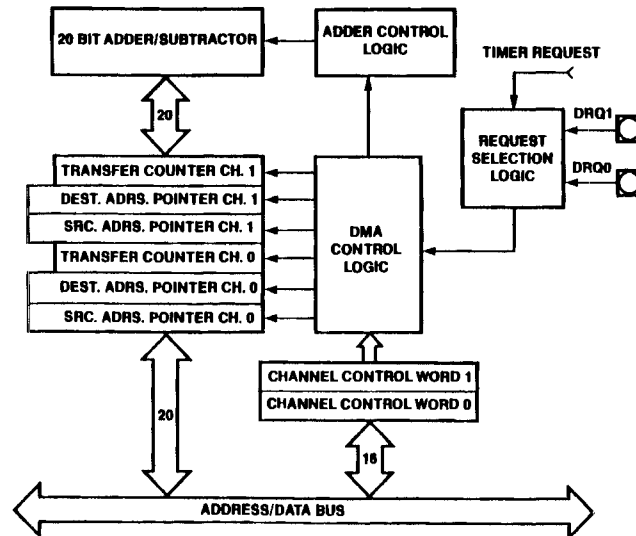 20 BIT ADDER/SUBTRACTOR
ADDER CONTROL
LOGIC
TIMER REQUEST
20
DRQ1
REQUEST
SELECTION
LOGIC
DRQ0
TRANSFER COUNTER CH. 1
DEST. ADRS. POINTER CH. 1
SRC. ADRS. POINTER CH. 1
TRANSFER COUNTER CH. 0
DEST. ADRS. POINTER CH. 0
SRC. ADRS. POINTER CH. 0
DMA
CONTROL
LOGIC
CHANNEL CONTROL WORD 1
CHANNEL CONTROL WORD 0
20
16
ADDRESS/DATA BUS